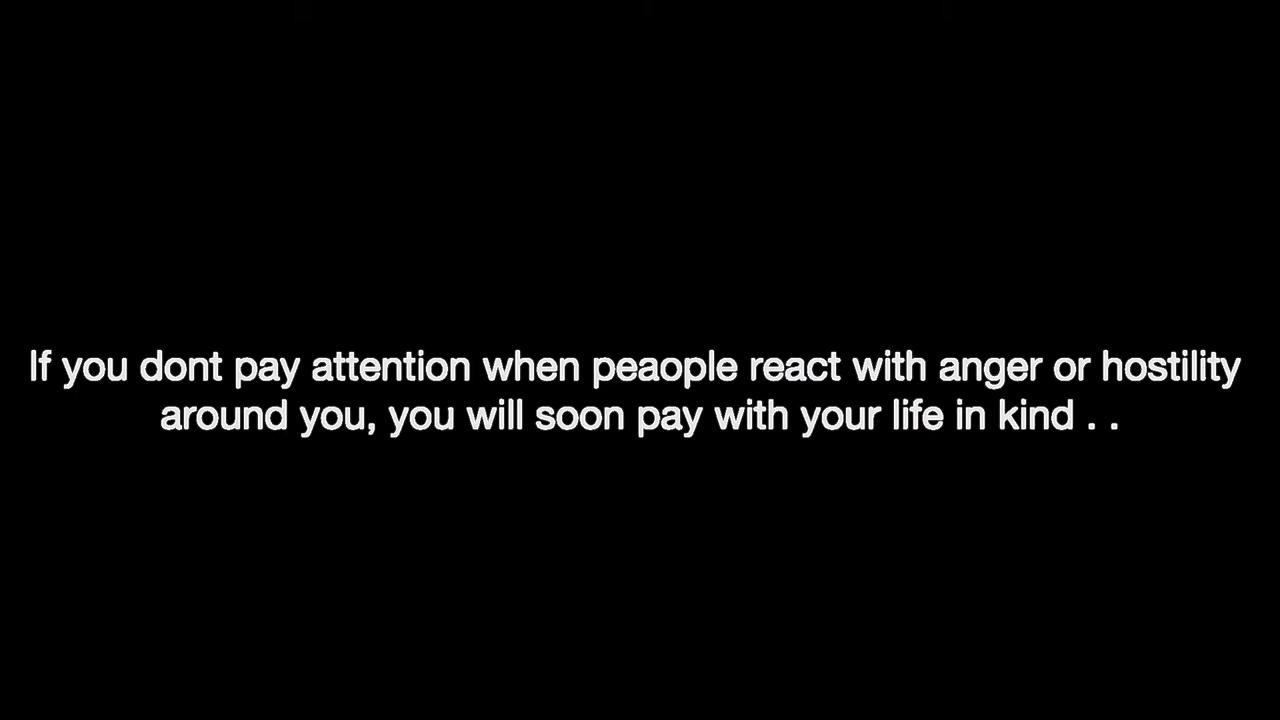 If you dont pay attention when peaople react with anger or hostility
around you, you will soon pay with your life in kind . .